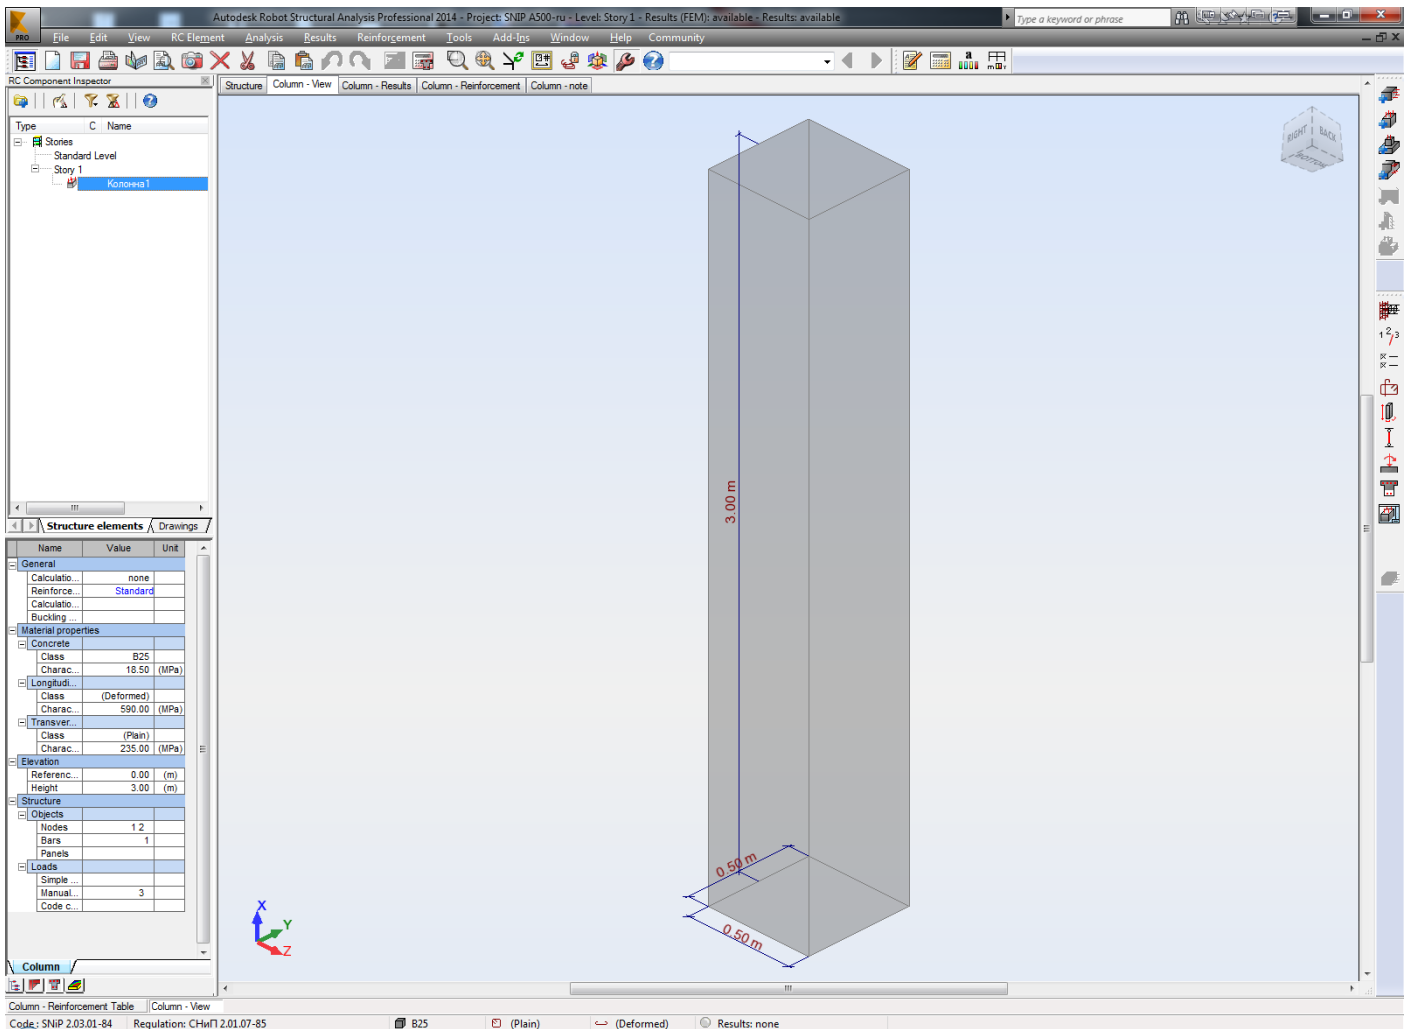 Autodesk Robot Structural Analysis Professional 2014 - Project: SNIP A500-ru - Level: Story 1 - Results (FEM): available - Results: available
Type a keyword or phrase
PRO
File Edit View RC Element Analysis Results Reinforcement Tools Add-Ins Window Help Community
RC Component Inspector
Structure Column - View Column - Results Column - Reinforcement Column - note
Type C Name
Stories
Standard Level
Story 1
Колонна1
Structure elements Drawings
Name Value Unit
General
Calculatio... none
Reinforce... Standard
Calculatio...
Buckling ...
Material properties
Concrete
Class B25
Charac... 18.50 (MPa)
Longitudi...
Class (Deformed)
Charac... 590.00 (MPa)
Transver...
Class (Plain)
Charac... 235.00 (MPa)
Elevation
Referenc... 0.00 (m)
Height 3.00 (m)
Structure
Objects
Nodes 1 2
Bars 1
Panels
Loads
Simple ...
Manual... 3
Code c...
Column
RIGHT BACK
BOTTOM
3.00 m
0.50 m
0.50 m
X
Y
Z
Column - Reinforcement Table Column - View
Code : SNiP 2.03.01-84 Regulation: СНиП 2.01.07-85 B25 (Plain) (Deformed) Results: none